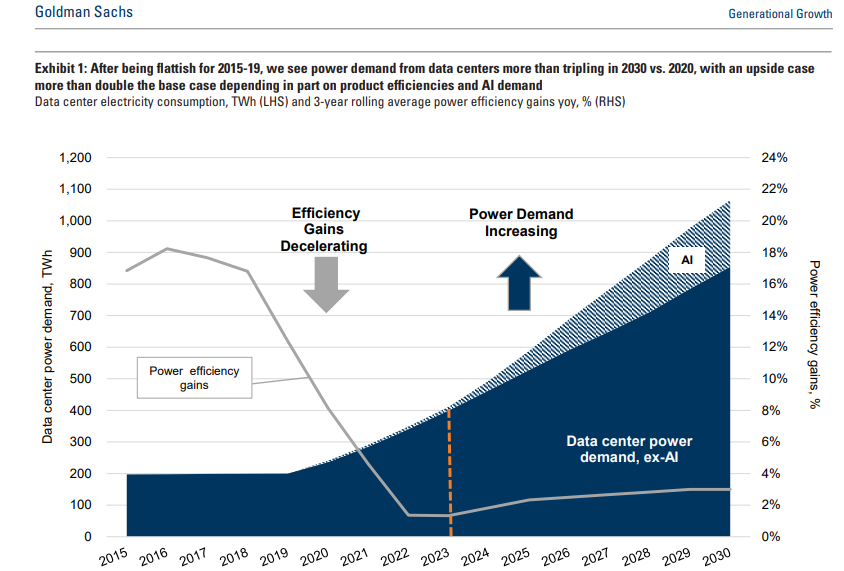 Goldman Sachs
Generational Growth
Exhibit 1: After being flattish for 2015-19, we see power demand from data centers more than tripling in 2030 vs. 2020, with an upside case
more than double the base case depending in part on product efficiencies and AI demand
Data center electricity consumption, TWh (LHS) and 3-year rolling average power efficiency gains yoy, % (RHS)
1,200
1,100
1,000
900
800
700
600
500
400
300
200
100
0
Data center power demand, TWh
Efficiency
Gains
Decelerating
Power Demand
Increasing
AI
Power efficiency
gains
Data center power
demand, ex-AI
24%
22%
20%
18%
16%
14%
12%
10%
8%
6%
4%
2%
0%
Power efficiency gains, %
2015
2016
2017
2018
2019
2020
2021
2022
2023
2024
2025
2026
2027
2028
2029
2030